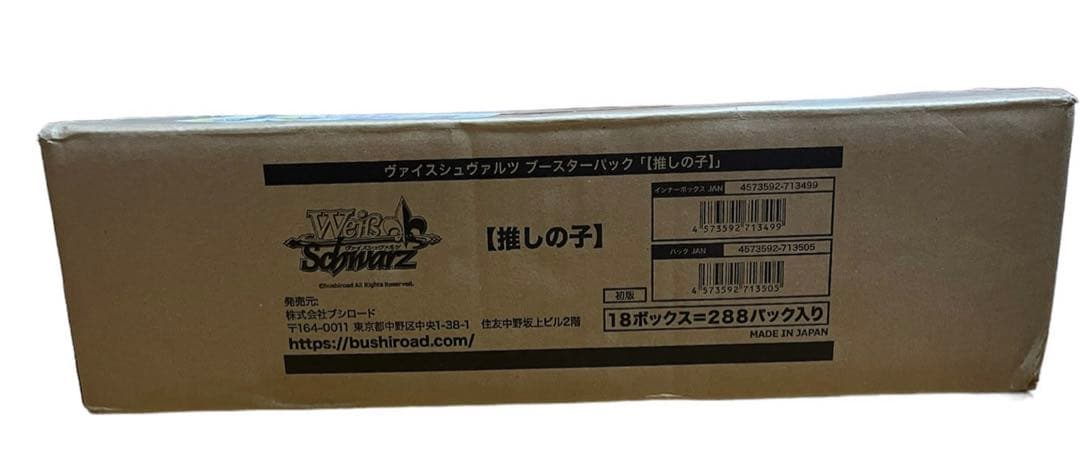 ヴァイスシュヴァルツ ブースターパック「【推しの子】」
Weiß
ヴァイスシュヴァルツ
Schwarz
©bushiroad All Rights Reserved.
【推しの子】
インナーボックス JAN 4573592-713499
4 573592 713499
パック JAN 4573592-713505
4 573592 713505
発売元:
株式会社ブシロード
〒164-0011 東京都中野区中央1-38-1 住友中野坂上ビル2階
https://bushiroad.com/
初版
18ボックス=288パック入り
MADE IN JAPAN